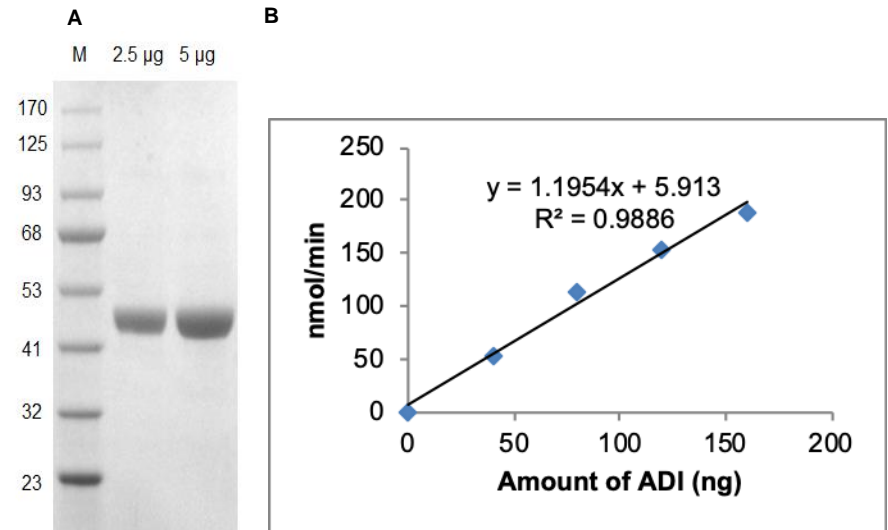 A
B
M 2.5 µg 5 µg
170
125
93
68
53
41
32
23
250
200
150
100
50
0
y = 1.1954x + 5.913
R² = 0.9886
nmol/min
0 50 100 150 200
Amount of ADI (ng)